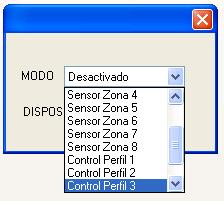 MODO Desactivado
Sensor Zona 4
Sensor Zona 5
DISPOS
Sensor Zona 6
Sensor Zona 7
Sensor Zona 8
Control Perfil 1
Control Perfil 2
Control Perfil 3